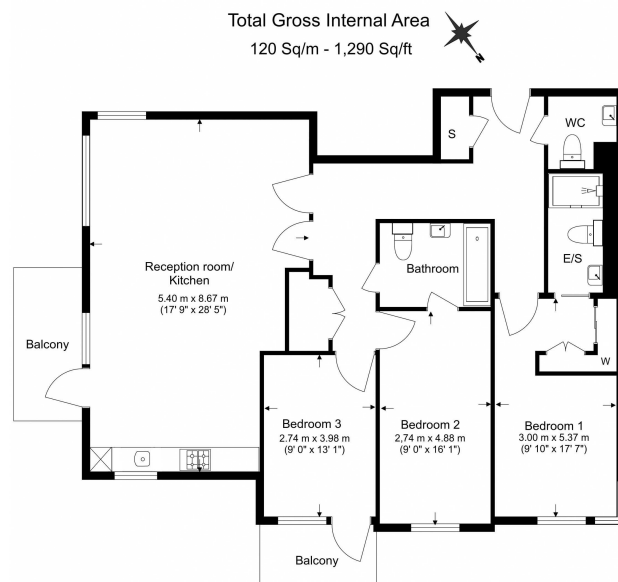 Total Gross Internal Area
120 Sq/m - 1,290 Sq/ft
N
S
WC
E/S
Bathroom
Reception room/
Kitchen
5.40 m x 8.67 m
(17' 9" x 28' 5")
Balcony
W
Bedroom 3
2.74 m x 3.98 m
(9' 0" x 13' 1")
Bedroom 2
2,74 m x 4.88 m
(9' 0" x 16' 1")
Bedroom 1
3.00 m x 5.37 m
(9' 10" x 17' 7")
Balcony